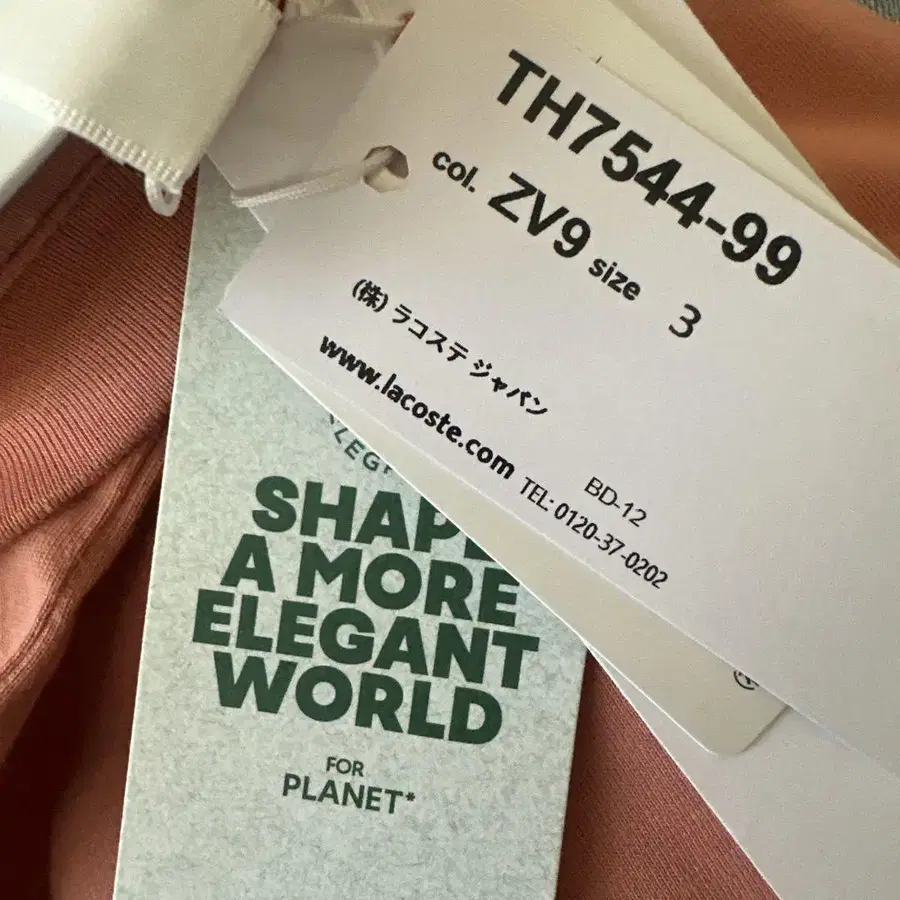 TH7544-99
col. ZV9 size 3
(株) ラコステ ジャパン
www.lacoste.com
BD-12
TEL: 0120-37-0202
SHAPE
A MORE
ELEGANT
WORLD
FOR
PLANET*